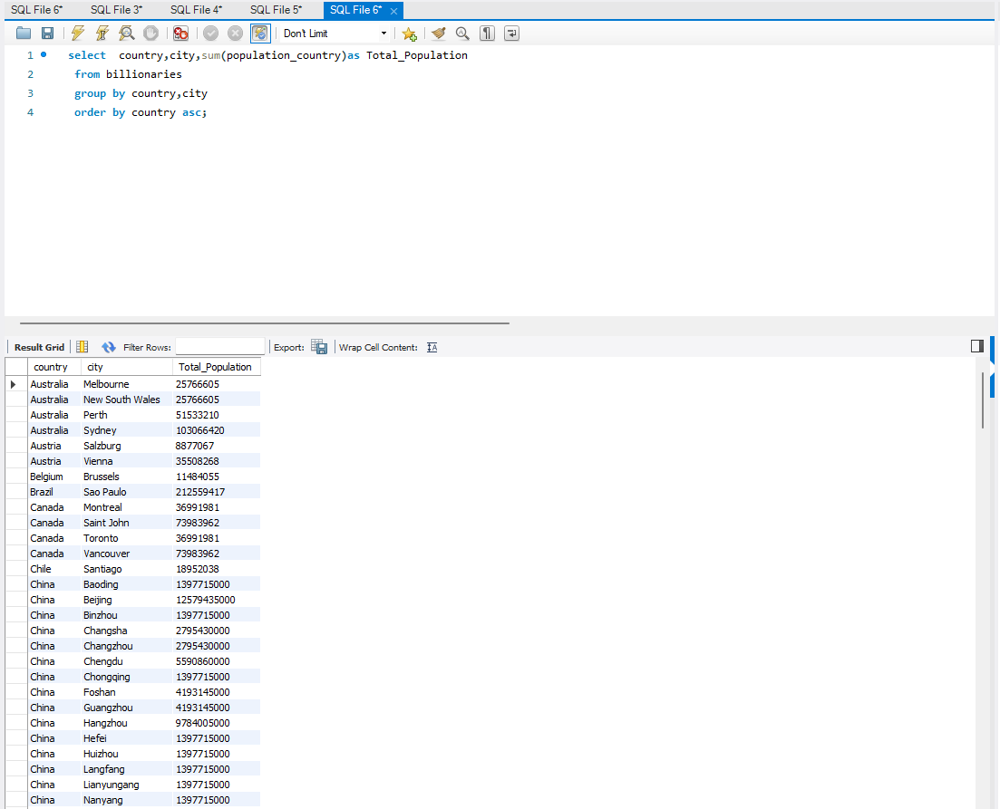 SQL File 6* SQL File 3* SQL File 4* SQL File 5* SQL File 6*
Don't Limit
1 select  country,city,sum(population_country)as Total_Population
2 from billionaries
3 group by country,city
4 order by country asc;
Result Grid Filter Rows: Export: Wrap Cell Content:
country city Total_Population
Australia Melbourne 25766605
Australia New South Wales 25766605
Australia Perth 51533210
Australia Sydney 103066420
Austria Salzburg 8877067
Austria Vienna 35508268
Belgium Brussels 11484055
Brazil Sao Paulo 212559417
Canada Montreal 36991981
Canada Saint John 73983962
Canada Toronto 36991981
Canada Vancouver 73983962
Chile Santiago 18952038
China Baoding 1397715000
China Beijing 12579435000
China Binzhou 1397715000
China Changsha 2795430000
China Changzhou 2795430000
China Chengdu 5590860000
China Chongqing 1397715000
China Foshan 4193145000
China Guangzhou 4193145000
China Hangzhou 9784005000
China Hefei 1397715000
China Huizhou 1397715000
China Langfang 1397715000
China Lianyungang 1397715000
China Nanyang 1397715000